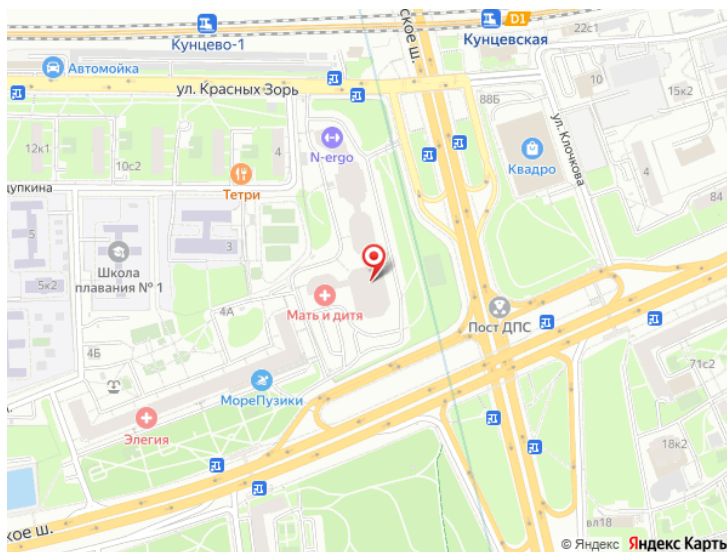 Кунцево-1
ское ш.
Кунцевская
D1
22с1
Автомойка
ул. Красных Зорь
88Б
10
15к2
12к1
10с2
4
N-ergo
Квадро
ул. Клочкова
4
Тетри
цупкина
84
5
Школа
плавания № 1
3
5к2
4А
Мать и дитя
Пост ДПС
4Б
МореПузики
71с2
Элегия
18к2
кое ш.
вл18
© Яндекс Яндекс Карты